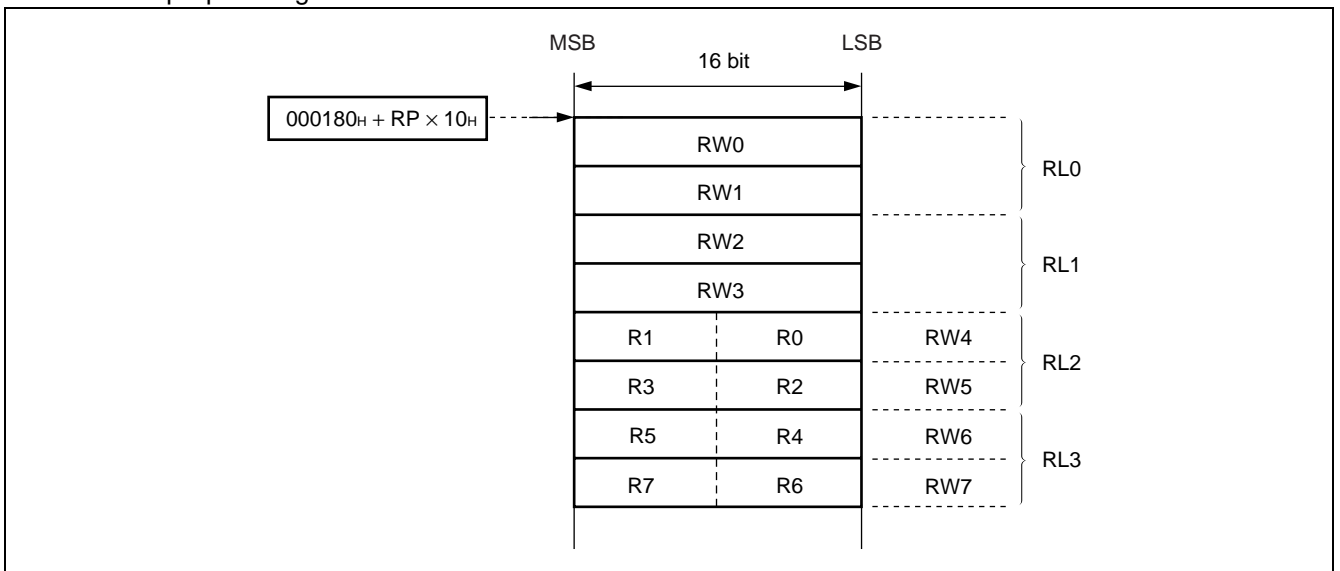 MSB LSB
16 bit
000180H + RP × 10H
RW0
RL0
RW1
RW2
RL1
RW3
R1 R0 RW4
RL2
R3 R2 RW5
R5 R4 RW6
RL3
R7 R6 RW7